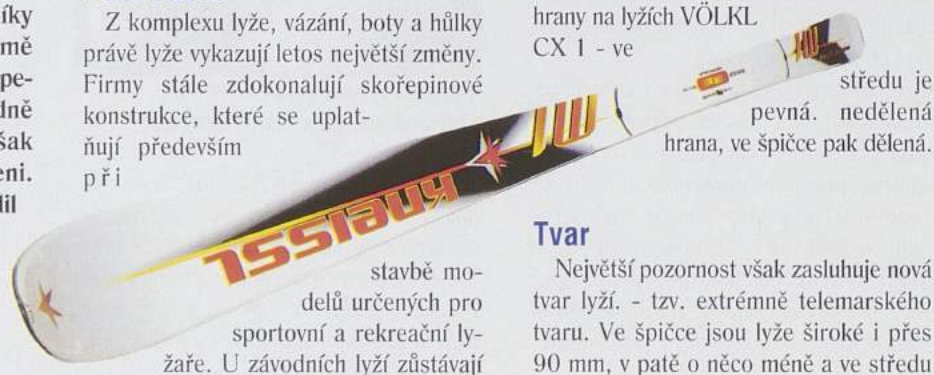 íky
mě
pe-
dně
šak
eni.
lil
Z komplexu lyže, vázání, boty a hůlky
právě lyže vykazují letos největší změny.
Firmy stále zdokonalují skořepinové
konstrukce, které se uplat-
ňují především
při
stavbě mo-
delů určených pro
sportovní a rekreační ly-
žaře. U závodních lyží zůstávají
kneissl
M1
hrany na lyžích VÖLKL
CX 1 - ve
středu je
pevná. nedělená
hrana, ve špičce pak dělená.
Tvar
Největší pozornost však zasluhuje nová
tvar lyží. - tzv. extrémně telemarského
tvaru. Ve špičce jsou lyže široké i přes
90 mm, v patě o něco méně a ve středu